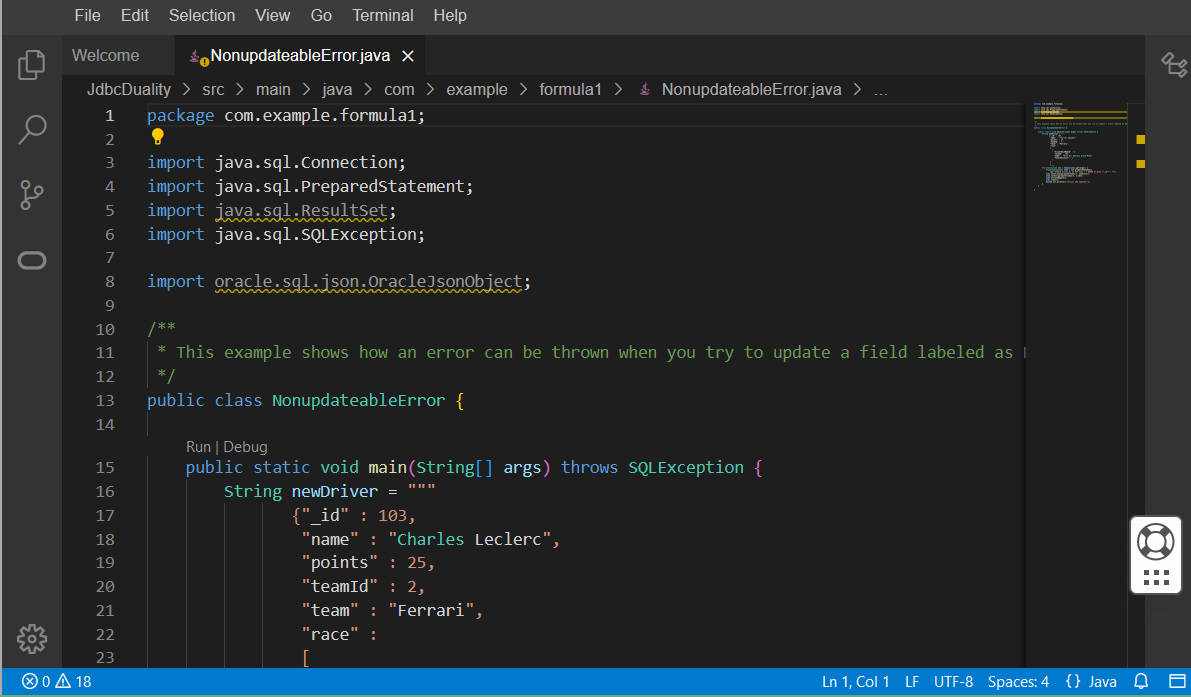 File Edit Selection View Go Terminal Help
Welcome NonupdateableError.java
JdbcDuality > src > main > java > com > example > formula1 > NonupdateableError.java > ...
1 package com.example.formula1;
2
3 import java.sql.Connection;
4 import java.sql.PreparedStatement;
5 import java.sql.ResultSet;
6 import java.sql.SQLException;
7
8 import oracle.sql.json.OracleJsonObject;
9
10 /**
11 * This example shows how an error can be thrown when you try to update a field labeled as
12 */
13 public class NonupdateableError {
14
Run | Debug
15 public static void main(String[] args) throws SQLException {
16 String newDriver = """
17 {"_id" : 103,
18 "name" : "Charles Leclerc",
19 "points" : 25,
20 "teamId" : 2,
21 "team" : "Ferrari",
22 "race" :
23 [
0 18 Ln 1, Col 1 LF UTF-8 Spaces: 4 {} Java